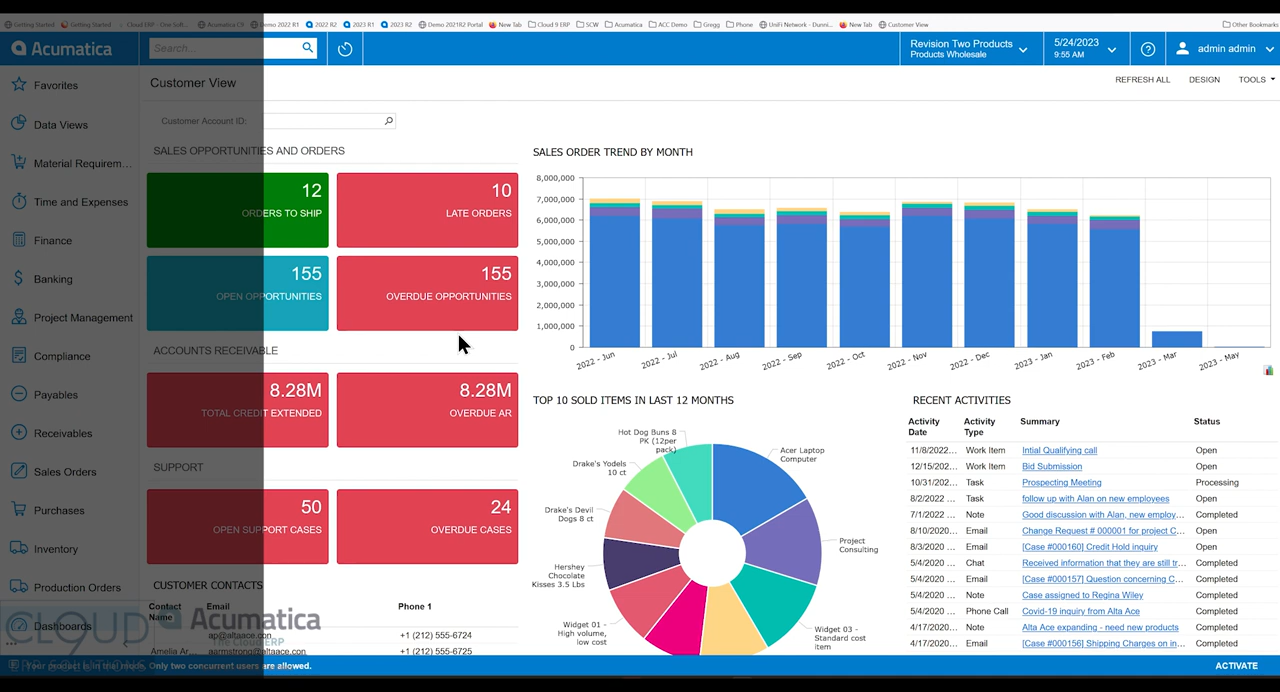 Getting Started Getting Started Cloud ERP - One Soft... Acumatica C9 Demo 2022 R1 2022 R2 2023 R1 2023 R2 Demo 2021R2 Portal New Tab Cloud 9 ERP SCW Acumatica ACC Demo Gregg Phone UniFi Network - Dunni... New Tab Customer View Other Bookmarks
Acumatica Search... Revision Two Products 5/24/2023 admin admin
Products Wholesale 9:55 AM
Favorites Customer View REFRESH ALL DESIGN TOOLS
Data Views Customer Account ID:
Material Requirem...
Time and Expenses
Finance
Banking
Project Management
Compliance
Payables
Receivables
Sales Orders
Purchases
Inventory
Production Orders
Dashboards
SALES OPPORTUNITIES AND ORDERS
12
ORDERS TO SHIP
10
LATE ORDERS
155
OPEN OPPORTUNITIES
155
OVERDUE OPPORTUNITIES
ACCOUNTS RECEIVABLE
8.28M
TOTAL CREDIT EXTENDED
8.28M
OVERDUE AR
SUPPORT
50
OPEN SUPPORT CASES
24
OVERDUE CASES
CUSTOMER CONTACTS
Contact Name Email Phone 1
ap@altaace.com +1 (212) 555-6724
Amelia Ar... aarmstrong@altaace.con +1 (212) 555-6725
SALES ORDER TREND BY MONTH
8,000,000
7,000,000
6,000,000
5,000,000
4,000,000
3,000,000
2,000,000
1,000,000
0
2022 - Jun 2022 - Jul 2022 - Aug 2022 - Sep 2022 - Oct 2022 - Nov 2022 - Dec 2023 - Jan 2023 - Feb 2023 - Mar 2023 - May
TOP 10 SOLD ITEMS IN LAST 12 MONTHS
Hot Dog Buns 8
PK (12per
pack)
Acer Laptop
Computer
Drake's Yodels
10 ct
Drake's Devil
Dogs 8 ct
Project
Consulting
Hershey
Chocolate
Kisses 3.5 Lbs
Widget 01 -
High volume,
low cost
Widget 03 -
Standard cost
item
RECENT ACTIVITIES
Activity Date Activity Type Summary Status
11/8/2022... Work Item Intial Qualifying call Open
12/15/202... Work Item Bid Submission Open
10/31/202... Task Prospecting Meeting Processing
8/2/2022 ... Task follow up with Alan on new employees Open
7/1/2022 ... Note Good discussion with Alan, new employ... Completed
8/10/2020... Email Change Request # 000001 for project C... Open
8/3/2020 ... Email [Case #000160] Credit Hold inquiry Open
5/4/2020 ... Chat Received information that they are still tr... Completed
5/4/2020 ... Email [Case #000157] Question concerning C... Completed
5/4/2020 ... Note Case assigned to Regina Wiley Completed
5/4/2020 ... Phone Call Covid-19 inquiry from Alta Ace Completed
4/17/2020... Note Alta Ace expanding - need new products Completed
4/17/2020... Email [Case #000156] Shipping Charges on in... Completed
CLOUD 9
ERP SOLUTIONS
Acumatica
The Cloud ERP
Your product is in trial mode. Only two concurrent users are allowed. ACTIVATE